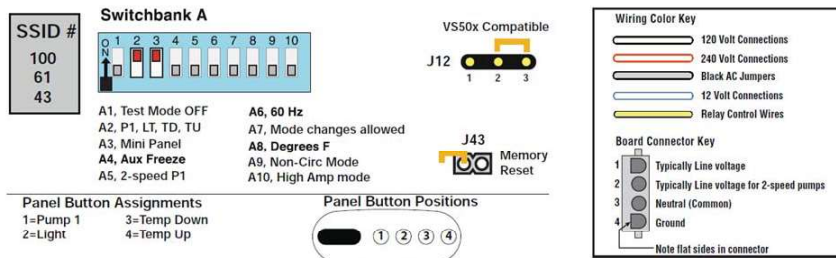 SSID #
100
61
43
Switchbank A
ON
1 2 3 4 5 6 7 8 9 10
A1, Test Mode OFF
A2, P1, LT, TD, TU
A3, Mini Panel
A4, Aux Freeze
A5, 2-speed P1
A6, 60 Hz
A7, Mode changes allowed
A8, Degrees F
A9, Non-Circ Mode
A10, High Amp mode
VS50x Compatible
J12
1 2 3
J43
Memory
Reset
Panel Button Assignments
1=Pump 1 3=Temp Down
2=Light 4=Temp Up
Panel Button Positions
1 2 3 4
Wiring Color Key
120 Volt Connections
240 Volt Connections
Black AC Jumpers
12 Volt Connections
Relay Control Wires
Board Connector Key
1 Typically Line voltage
2 Typically Line voltage for 2-speed pumps
3 Neutral (Common)
4 Ground
Note flat sides in connector